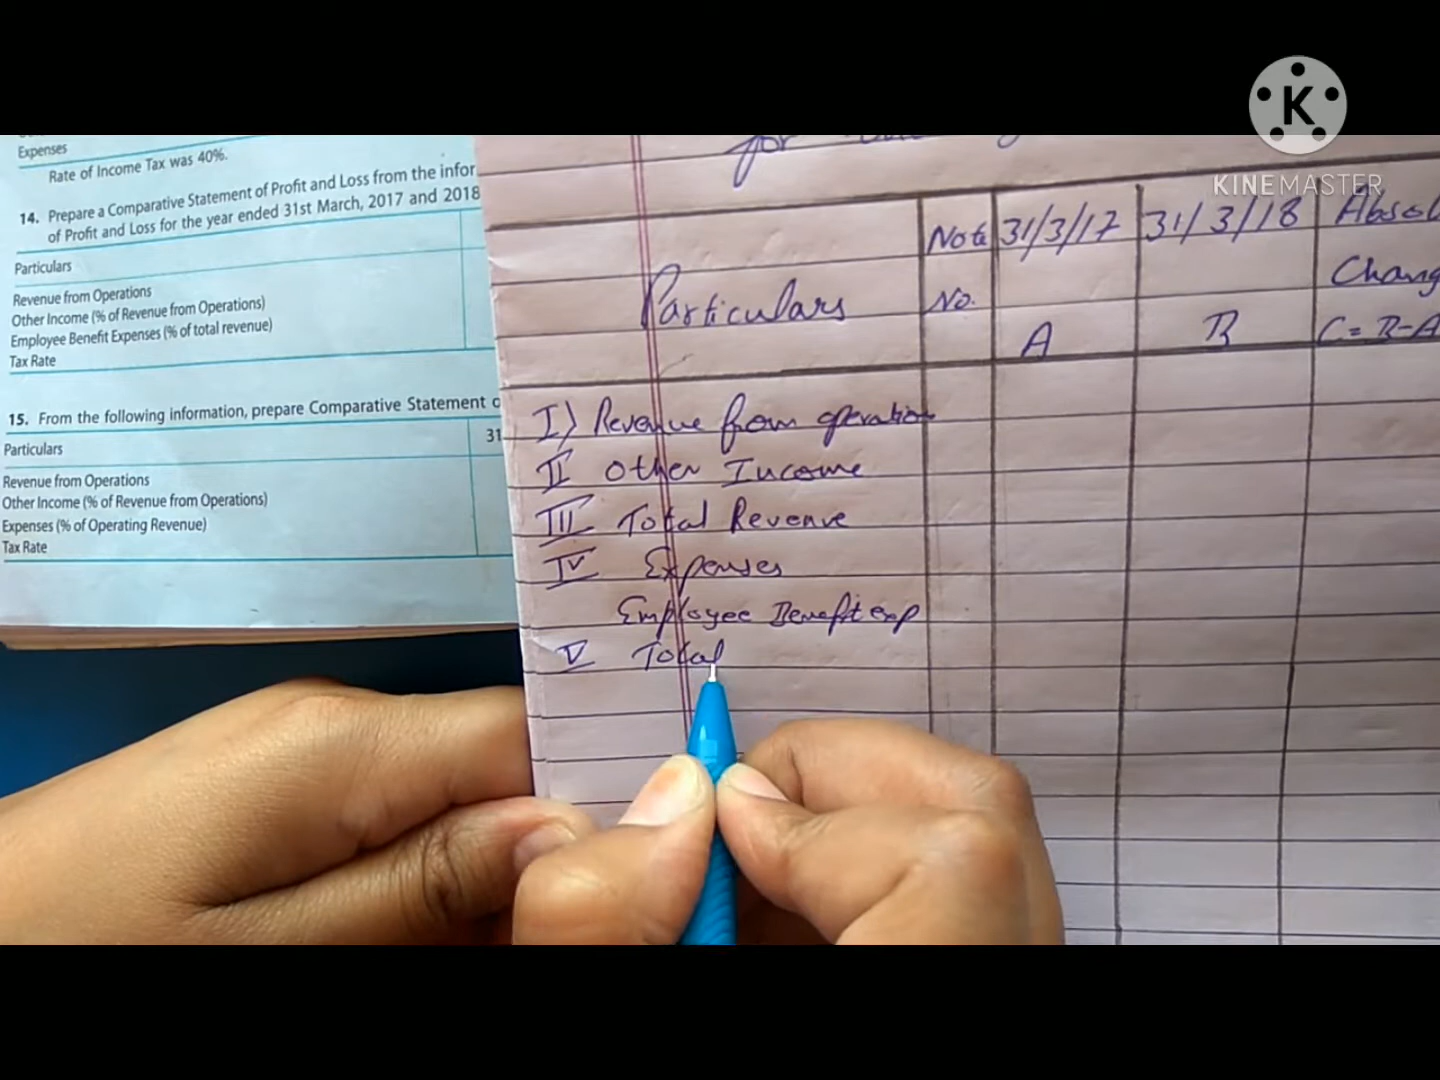 Expenses
Rate of Income Tax was 40%.
14. Prepare a Comparative Statement of Profit and Loss from the infor
of Profit and Loss for the year ended 31st March, 2017 and 2018
Particulars
Revenue from Operations
Other Income (% of Revenue from Operations)
Employee Benefit Expenses (% of total revenue)
Tax Rate
15. From the following information, prepare Comparative Statement o
Particulars 31
Revenue from Operations
Other Income (% of Revenue from Operations)
Expenses (% of Operating Revenue)
Tax Rate
for
Particulars
Note No.
31/3/17
A
31/3/18
B
Absol
Chang
C = B-A
I) Revenue from operation
II Other Income
III Total Revenue
IV Expenses
Employee Benefit exp
V Total
K
KINEMASTER